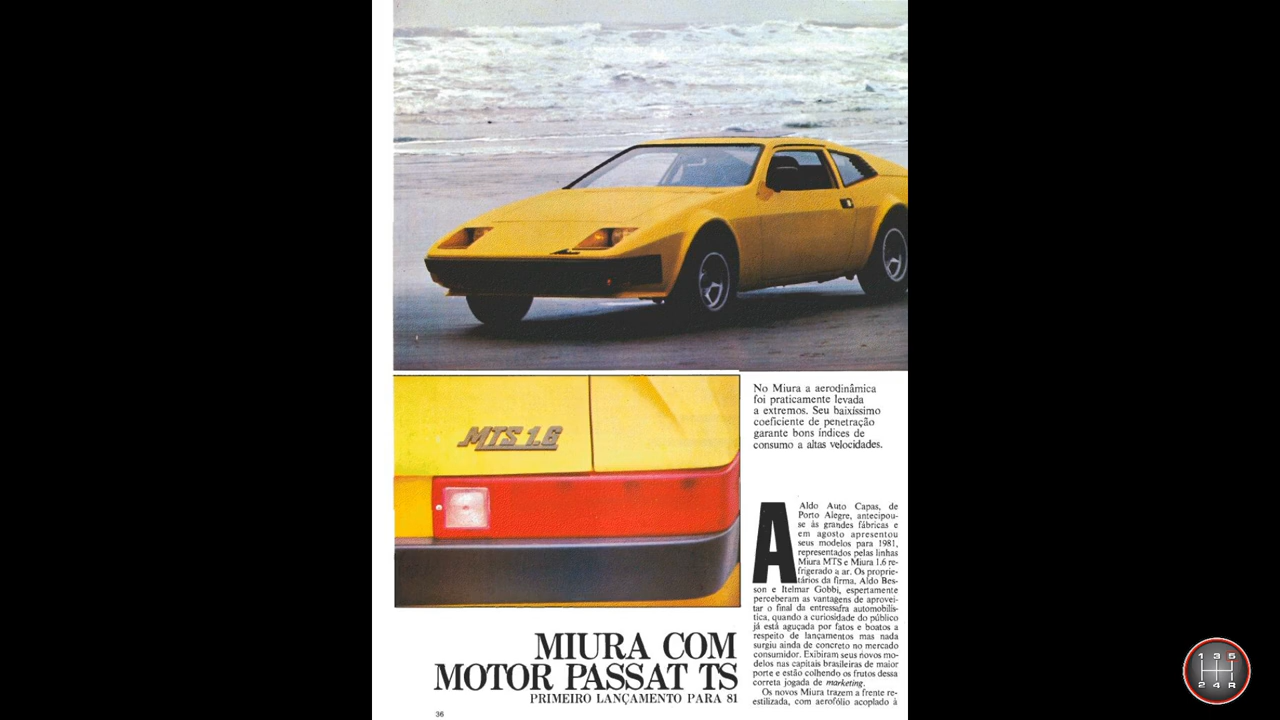 MTS 1.6
No Miura a aerodinâmica
foi praticamente levada
a extremos. Seu baixíssimo
coeficiente de penetração
garante bons índices de
consumo a altas velocidades.
MIURA COM
MOTOR PASSAT TS
PRIMEIRO LANÇAMENTO PARA 81
A Aldo Auto Capas, de
Porto Alegre, antecipou-
se às grandes fábricas e
em agosto apresentou
seus modelos para 1981,
representados pelas linhas
Miura MTS e Miura 1.6 re-
frigerado a ar. Os proprie-
tários da firma, Aldo Bes-
son e Itelmar Gobbi, espertamente
perceberam as vantagens de aprovei-
tar o final da entressafra automobilís-
tica, quando a curiosidade do público
já está aguçada por fatos e boatos a
respeito de lançamentos mas nada
surgiu ainda de concreto no mercado
consumidor. Exibiram seus novos mo-
delos nas capitais brasileiras de maior
porte e estão colhendo os frutos dessa
correta jogada de marketing.
Os novos Miura trazem a frente re-
estilizada, com aerofólio acoplado à
36
1 3 5
2 4 R